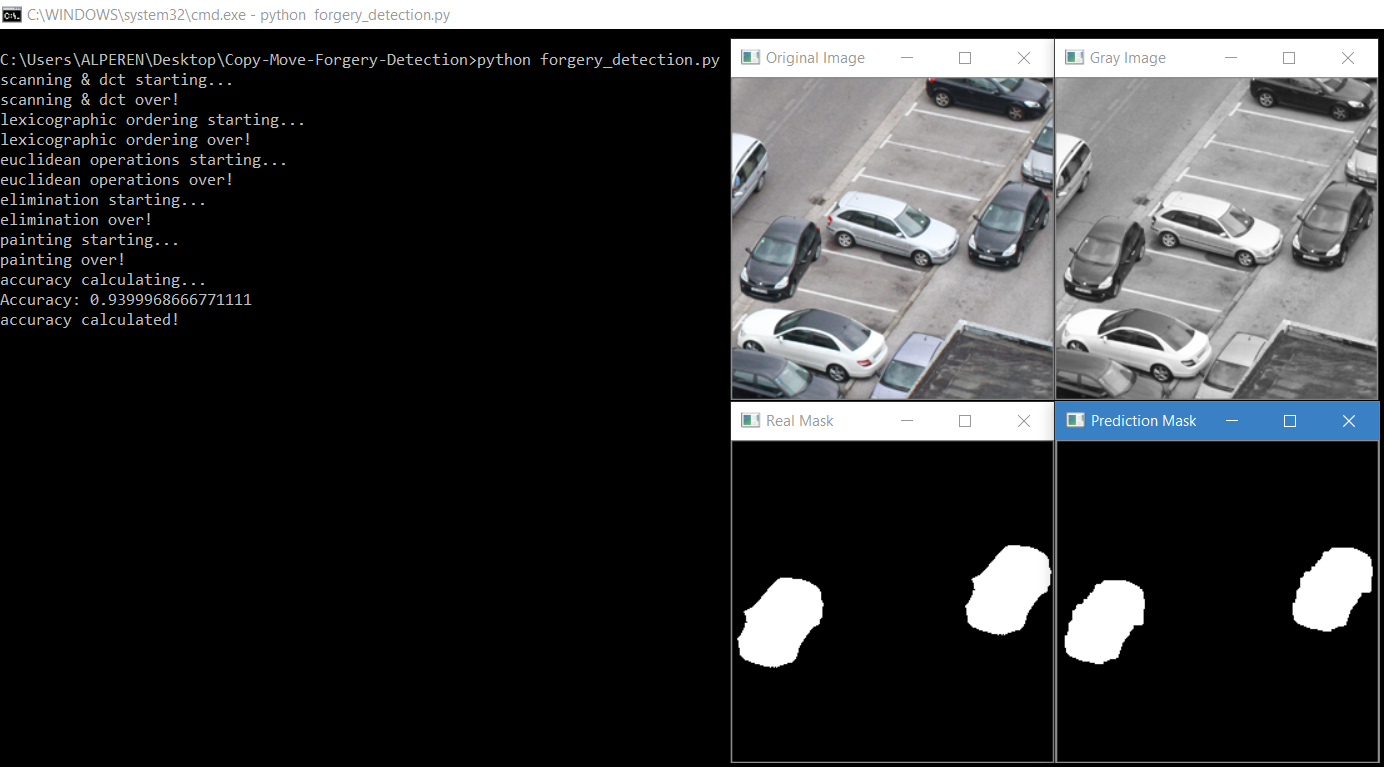 C:\WINDOWS\system32\cmd.exe - python  forgery_detection.py
C:\Users\ALPEREN\Desktop\Copy-Move-Forgery-Detection>python forgery_detection.py
scanning & dct starting...
scanning & dct over!
lexicographic ordering starting...
lexicographic ordering over!
euclidean operations starting...
euclidean operations over!
elimination starting...
elimination over!
painting starting...
painting over!
accuracy calculating...
Accuracy: 0.9399968666771111
accuracy calculated!
Original Image
Gray Image
Real Mask
Prediction Mask